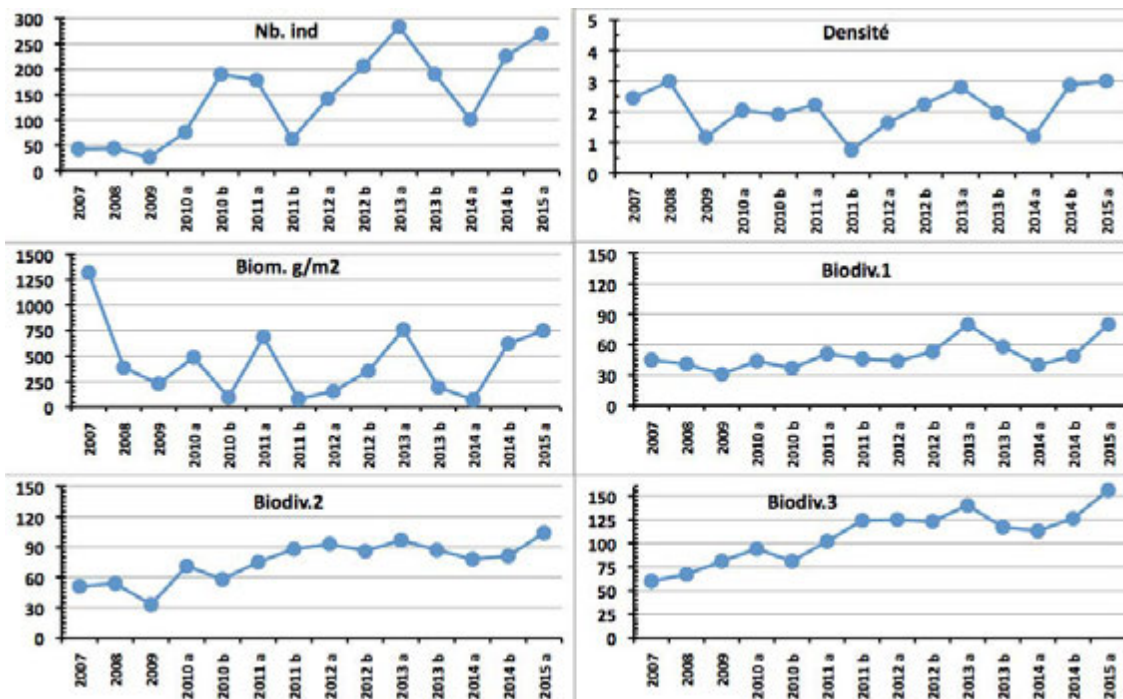 Nb. ind
300
250
200
150
100
50
0
2007
2008
2009
2010 a
2010 b
2011 a
2011 b
2012 a
2012 b
2013 a
2013 b
2014 a
2014 b
2015 a
Densité
5
4
3
2
1
0
2007
2008
2009
2010 a
2010 b
2011 a
2011 b
2012 a
2012 b
2013 a
2013 b
2014 a
2014 b
2015 a
Biom. g/m2
1500
1250
1000
750
500
250
0
2007
2008
2009
2010 a
2010 b
2011 a
2011 b
2012 a
2012 b
2013 a
2013 b
2014 a
2014 b
2015 a
Biodiv.1
150
120
90
60
30
0
2007
2008
2009
2010 a
2010 b
2011 a
2011 b
2012 a
2012 b
2013 a
2013 b
2014 a
2014 b
2015 a
Biodiv.2
150
120
90
60
30
0
2007
2008
2009
2010 a
2010 b
2011 a
2011 b
2012 a
2012 b
2013 a
2013 b
2014 a
2014 b
2015 a
Biodiv.3
150
125
100
75
50
25
0
2007
2008
2009
2010 a
2010 b
2011 a
2011 b
2012 a
2012 b
2013 a
2013 b
2014 a
2014 b
2015 a